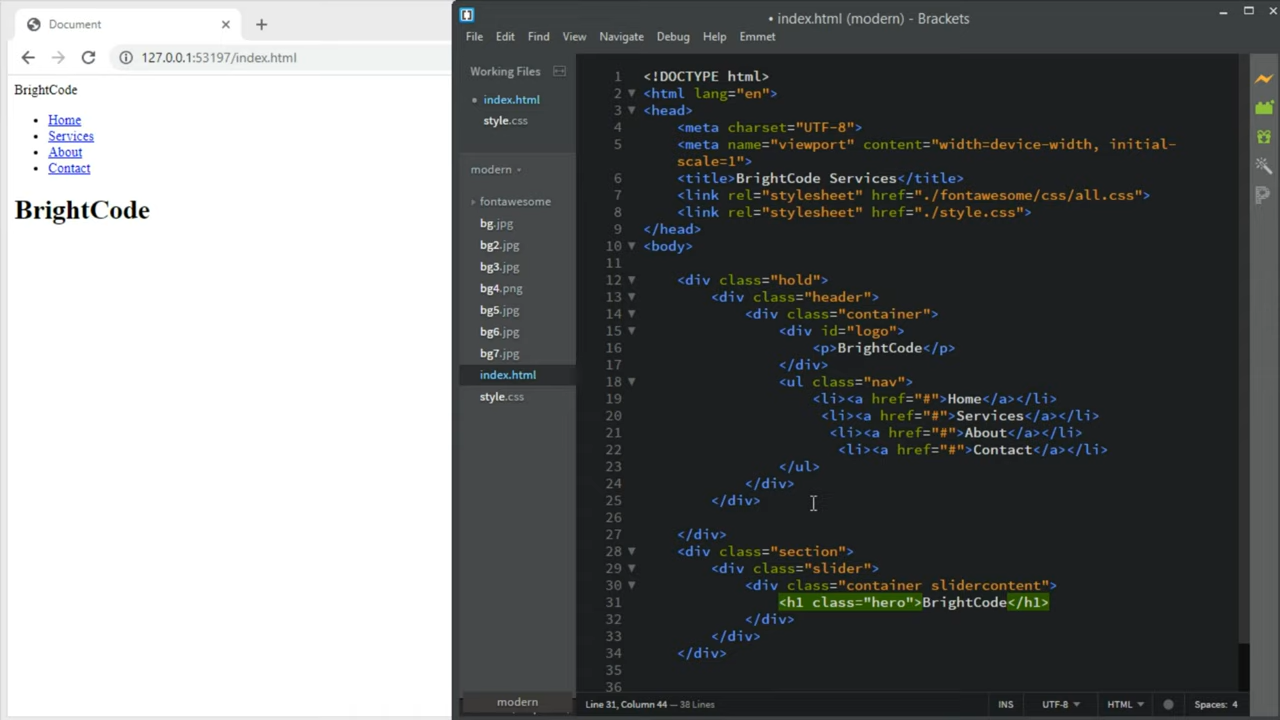 Document
127.0.0.1:53197/index.html
BrightCode
Home
Services
About
Contact
BrightCode
• index.html (modern) - Brackets
File Edit Find View Navigate Debug Help Emmet
Working Files
index.html
style.css
modern
fontawesome
bg.jpg
bg2.jpg
bg3.jpg
bg4.png
bg5.jpg
bg6.jpg
bg7.jpg
index.html
style.css
modern
1 <!DOCTYPE html>
2 <html lang="en">
3 <head>
4 <meta charset="UTF-8">
5 <meta name="viewport" content="width=device-width, initial-
scale=1">
6 <title>BrightCode Services</title>
7 <link rel="stylesheet" href="./fontawesome/css/all.css">
8 <link rel="stylesheet" href="./style.css">
9 </head>
10 <body>
11
12 <div class="hold">
13 <div class="header">
14 <div class="container">
15 <div id="logo">
16 <p>BrightCode</p>
17 </div>
18 <ul class="nav">
19 <li><a href="#">Home</a></li>
20 <li><a href="#">Services</a></li>
21 <li><a href="#">About</a></li>
22 <li><a href="#">Contact</a></li>
23 </ul>
24 </div>
25 </div>
26
27 </div>
28 <div class="section">
29 <div class="slider">
30 <div class="container slidercontent">
31 <h1 class="hero">BrightCode</h1>
32 </div>
33 </div>
34 </div>
35
36
Line 31, Column 44 — 38 Lines
INS UTF-8 HTML Spaces: 4